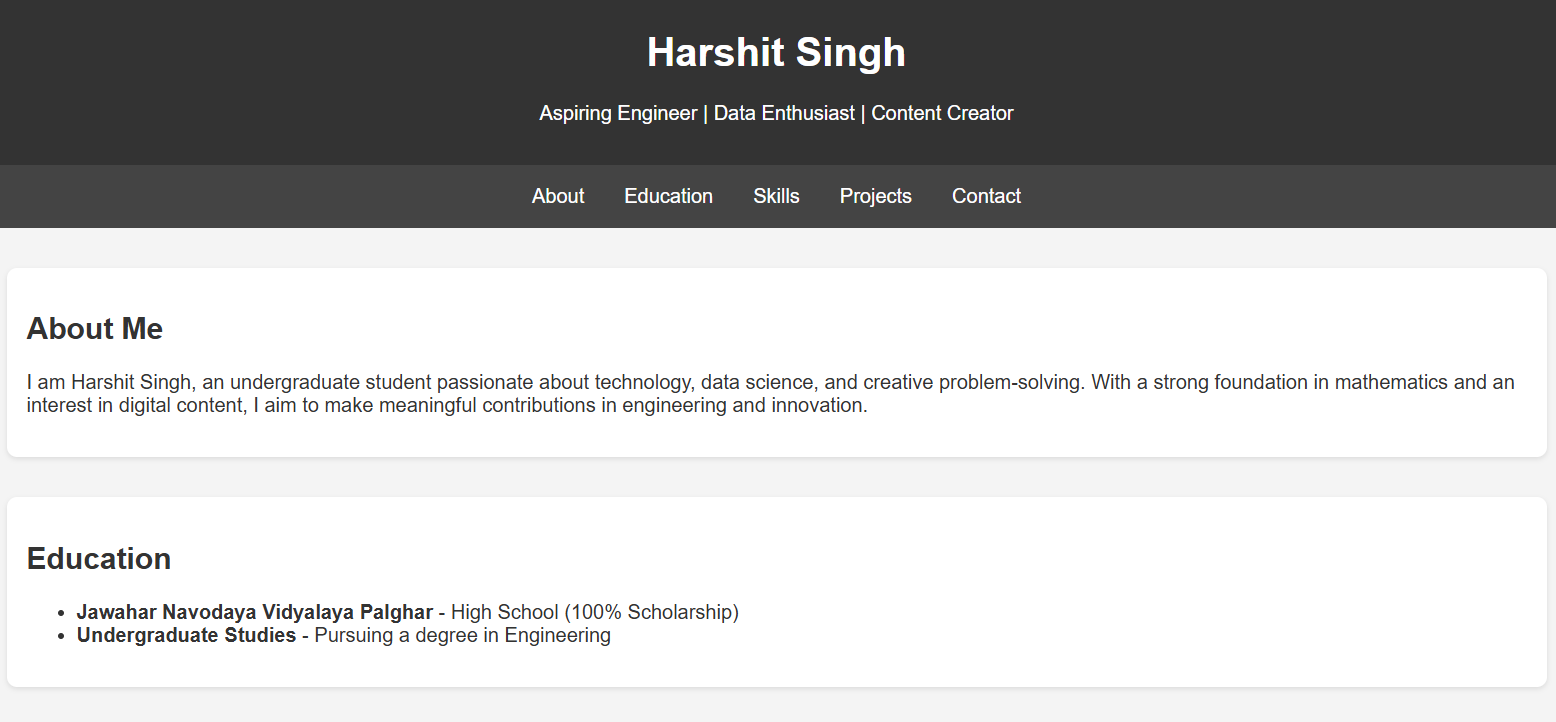 Harshit Singh
Aspiring Engineer | Data Enthusiast | Content Creator
About Education Skills Projects Contact
About Me
I am Harshit Singh, an undergraduate student passionate about technology, data science, and creative problem-solving. With a strong foundation in mathematics and an
interest in digital content, I aim to make meaningful contributions in engineering and innovation.
Education
• Jawahar Navodaya Vidyalaya Palghar - High School (100% Scholarship)
• Undergraduate Studies - Pursuing a degree in Engineering